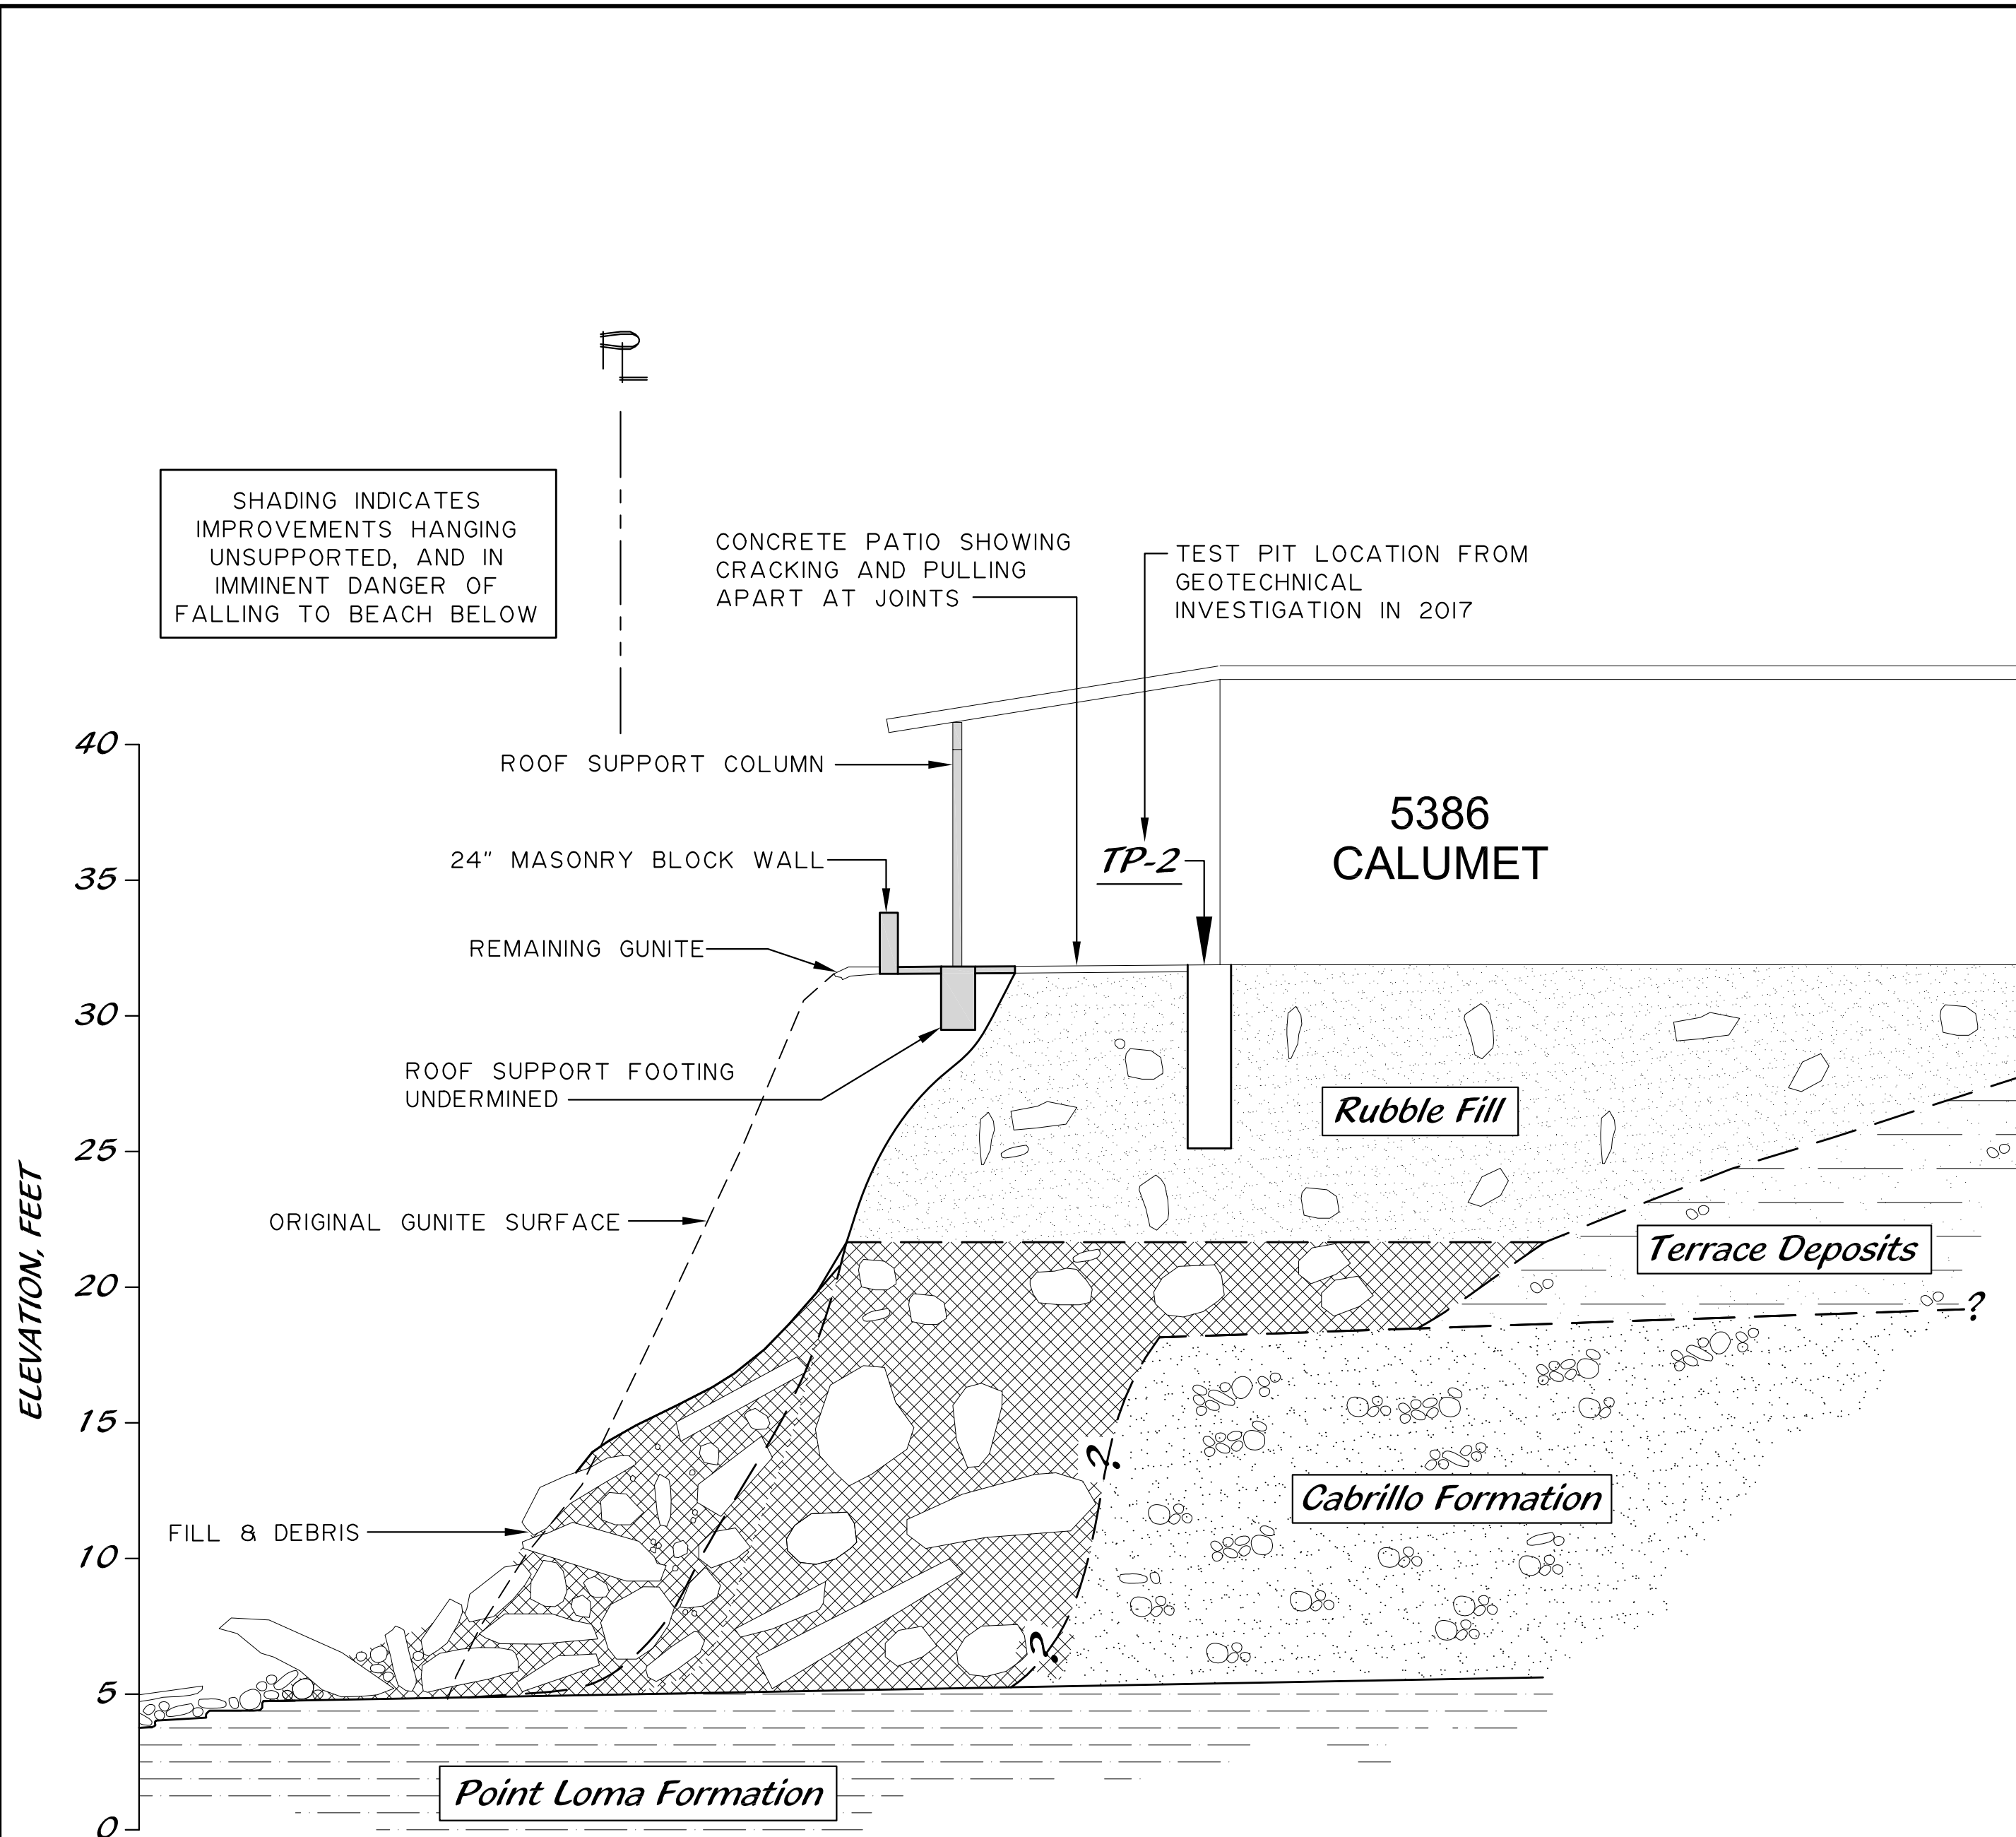 PL
SHADING INDICATES
IMPROVEMENTS HANGING
UNSUPPORTED, AND IN
IMMINENT DANGER OF
FALLING TO BEACH BELOW
CONCRETE PATIO SHOWING
CRACKING AND PULLING
APART AT JOINTS
TEST PIT LOCATION FROM
GEOTECHNICAL
INVESTIGATION IN 2017
40
ROOF SUPPORT COLUMN
5386
CALUMET
24" MASONRY BLOCK WALL
TP-2
35
REMAINING GUNITE
30
ROOF SUPPORT FOOTING
UNDERMINED
Rubble Fill
25
ELEVATION, FEET
ORIGINAL GUNITE SURFACE
Terrace Deposits
20
?
15
?
Cabrillo Formation
FILL & DEBRIS
10
?
5
Point Loma Formation
0